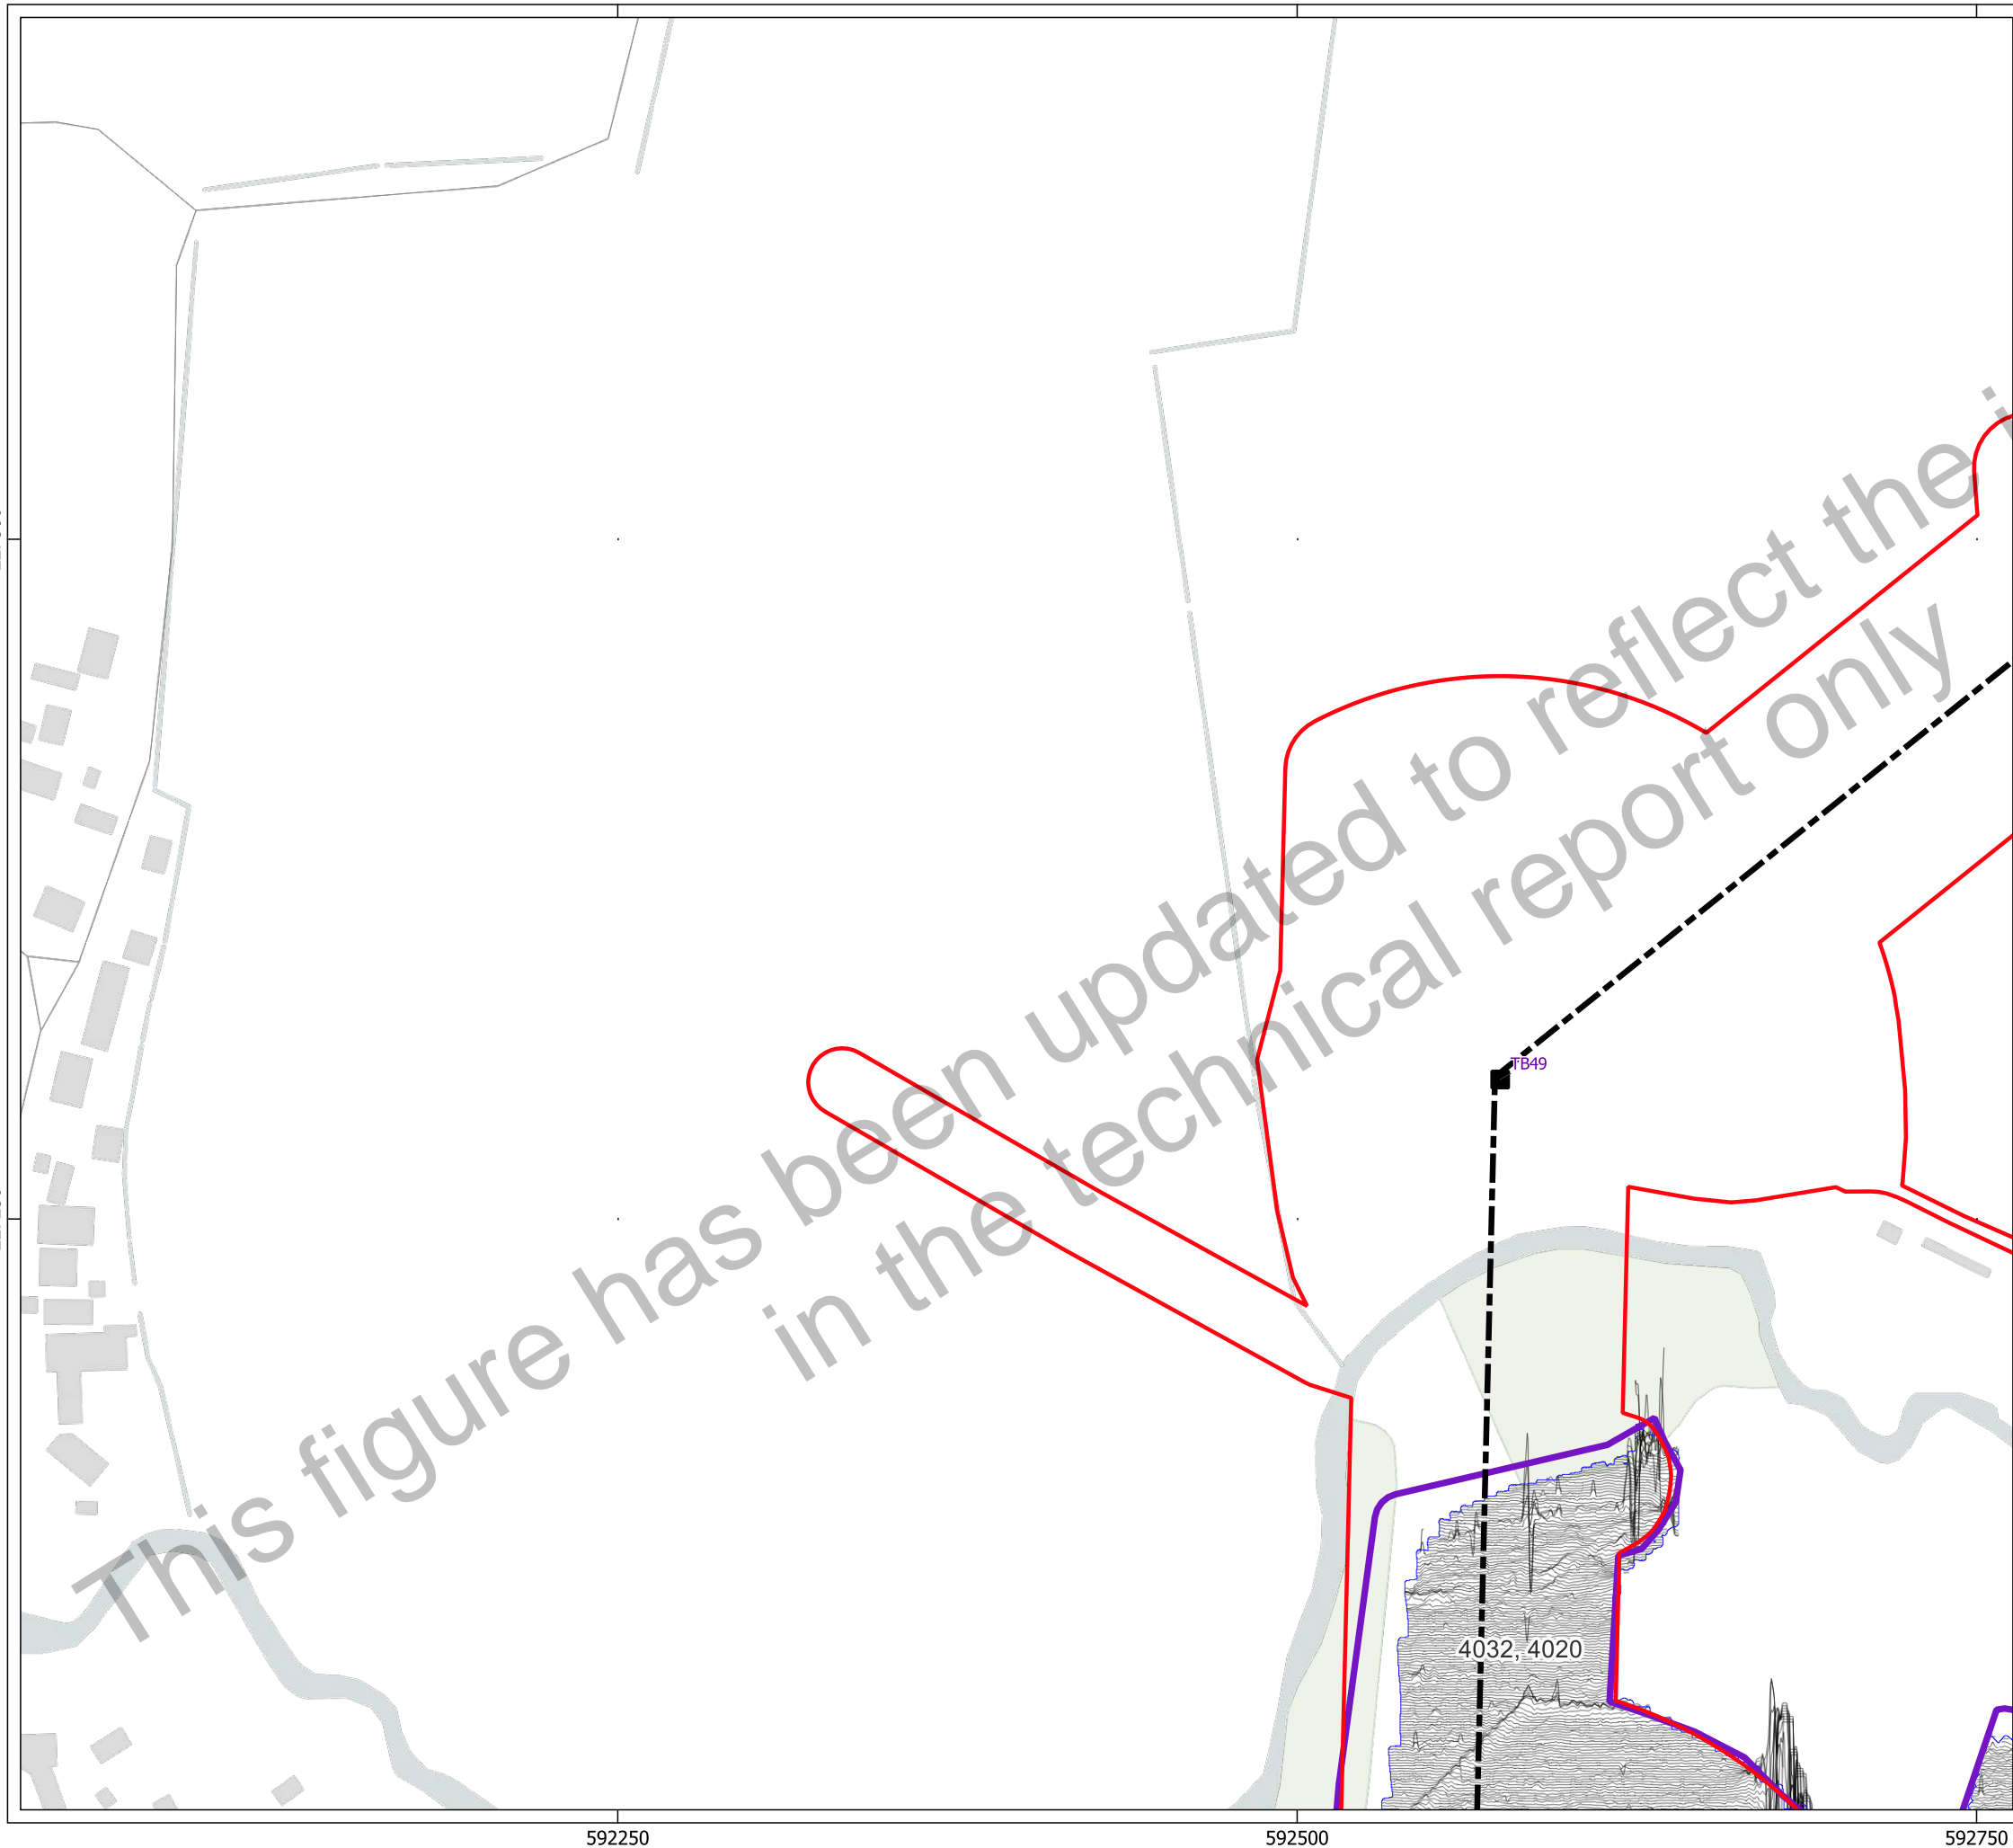 This figure has been updated to reflect the
in the technical report only
TB49
4032, 4020
592250
592500
592750